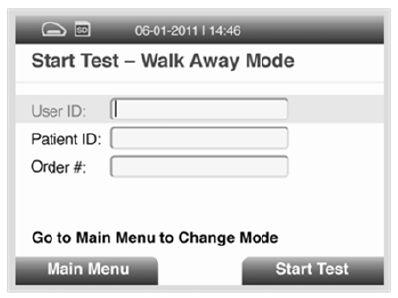 SD 06-01-2011 | 14:46
Start Test – Walk Away Mode
User ID:
Patient ID:
Order #:
Go to Main Menu to Change Mode
Main Menu Start Test